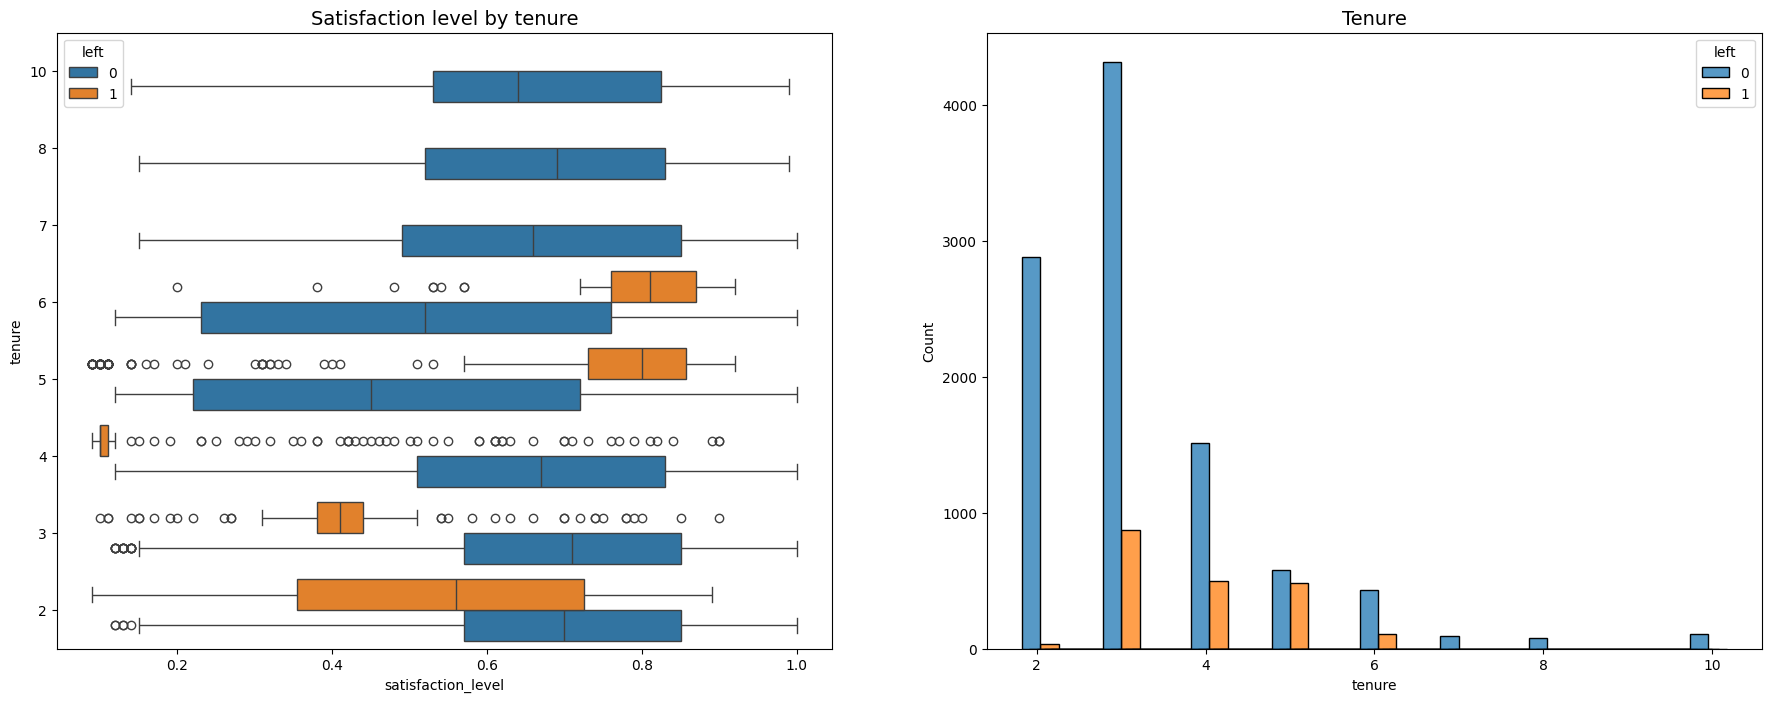 Satisfaction level by tenure
left
0
1
10
8
7
6
5
4
3
2
tenure
0.2 0.4 0.6 0.8 1.0
satisfaction_level
Tenure
left
0
1
4000
3000
2000
1000
0
Count
2 4 6 8 10
tenure